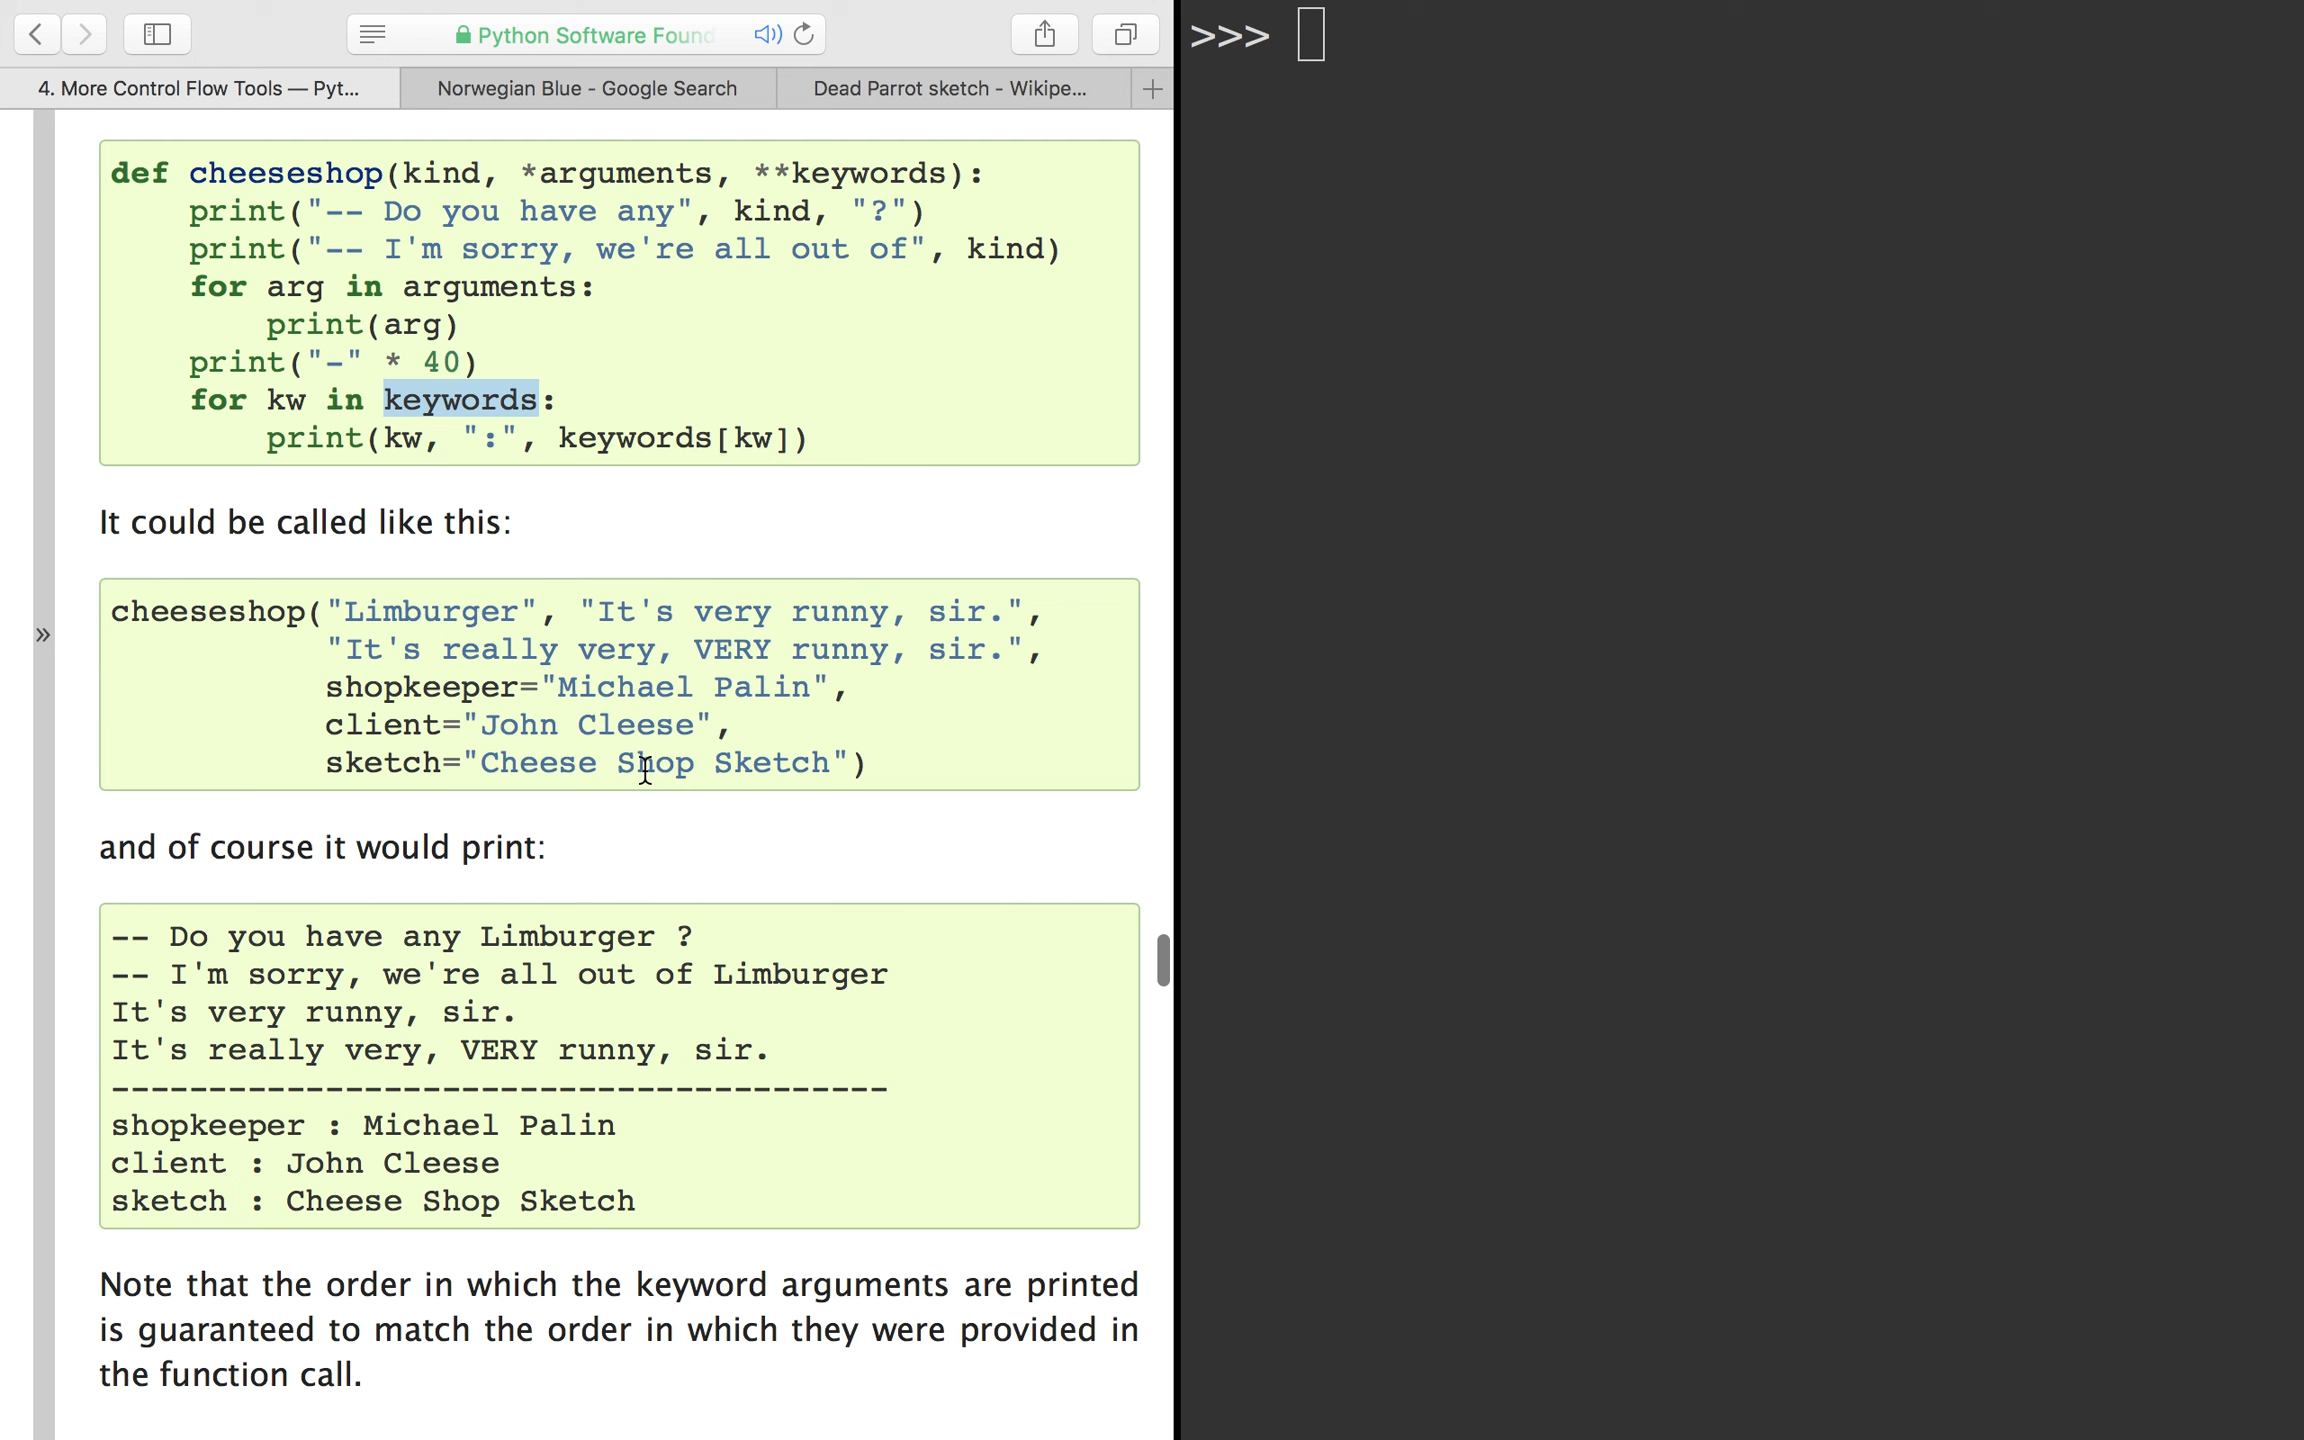 Python Software Found
4. More Control Flow Tools — Pyt...
Norwegian Blue - Google Search
Dead Parrot sketch - Wikipe...
>>>
def cheeseshop(kind, *arguments, **keywords):
    print("-- Do you have any", kind, "?")
    print("-- I'm sorry, we're all out of", kind)
    for arg in arguments:
        print(arg)
    print("-" * 40)
    for kw in keywords:
        print(kw, ":", keywords[kw])
It could be called like this:
cheeseshop("Limburger", "It's very runny, sir.",
           "It's really very, VERY runny, sir.",
           shopkeeper="Michael Palin",
           client="John Cleese",
           sketch="Cheese Shop Sketch")
»
and of course it would print:
-- Do you have any Limburger ?
-- I'm sorry, we're all out of Limburger
It's very runny, sir.
It's really very, VERY runny, sir.
----------------------------------------
shopkeeper : Michael Palin
client : John Cleese
sketch : Cheese Shop Sketch
Note that the order in which the keyword arguments are printed
is guaranteed to match the order in which they were provided in
the function call.